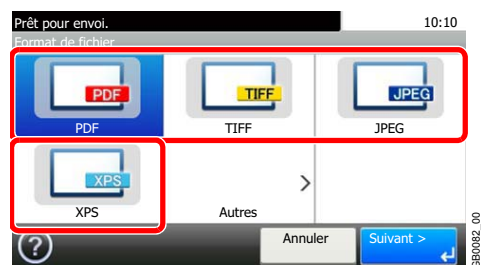 Prêt pour envoi. 10:10
Format de fichier
PDF TIFF JPEG
PDF TIFF JPEG
XPS
XPS Autres >
? Annuler Suivant >
GB0082_00